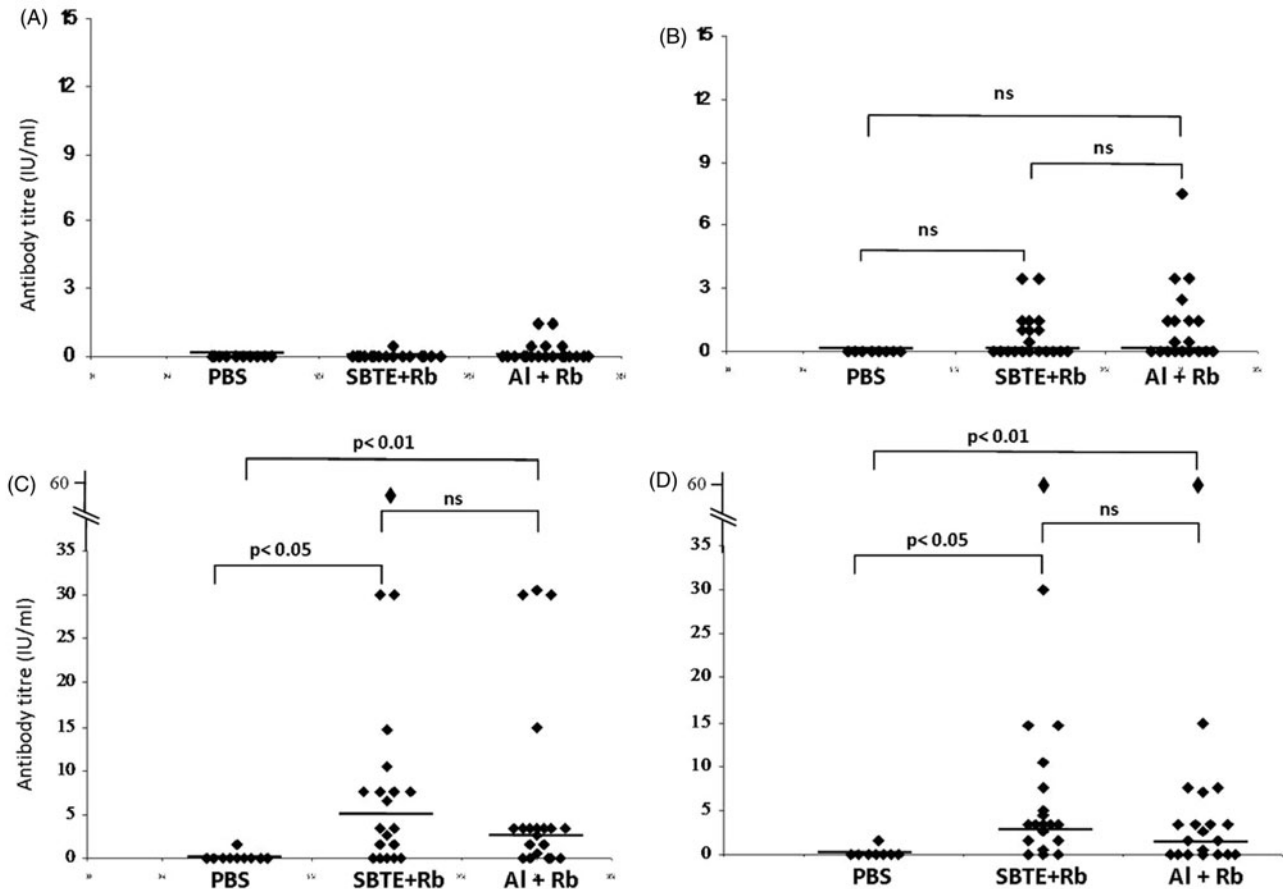 (A)
15
12
9
6
3
0
Antibody titre (IU/ml)
PBS SBTE+Rb Al + Rb
(B)
15
12
9
6
3
0
ns
ns
ns
PBS SBTE+Rb Al + Rb
(C)
60
35
30
25
20
15
10
5
0
Antibody titre (IU/ml)
p< 0.01
ns
p< 0.05
PBS SBTE+Rb Al + Rb
(D)
60
35
30
25
20
15
10
5
0
p< 0.01
ns
p< 0.05
PBS SBTE+Rb Al + Rb